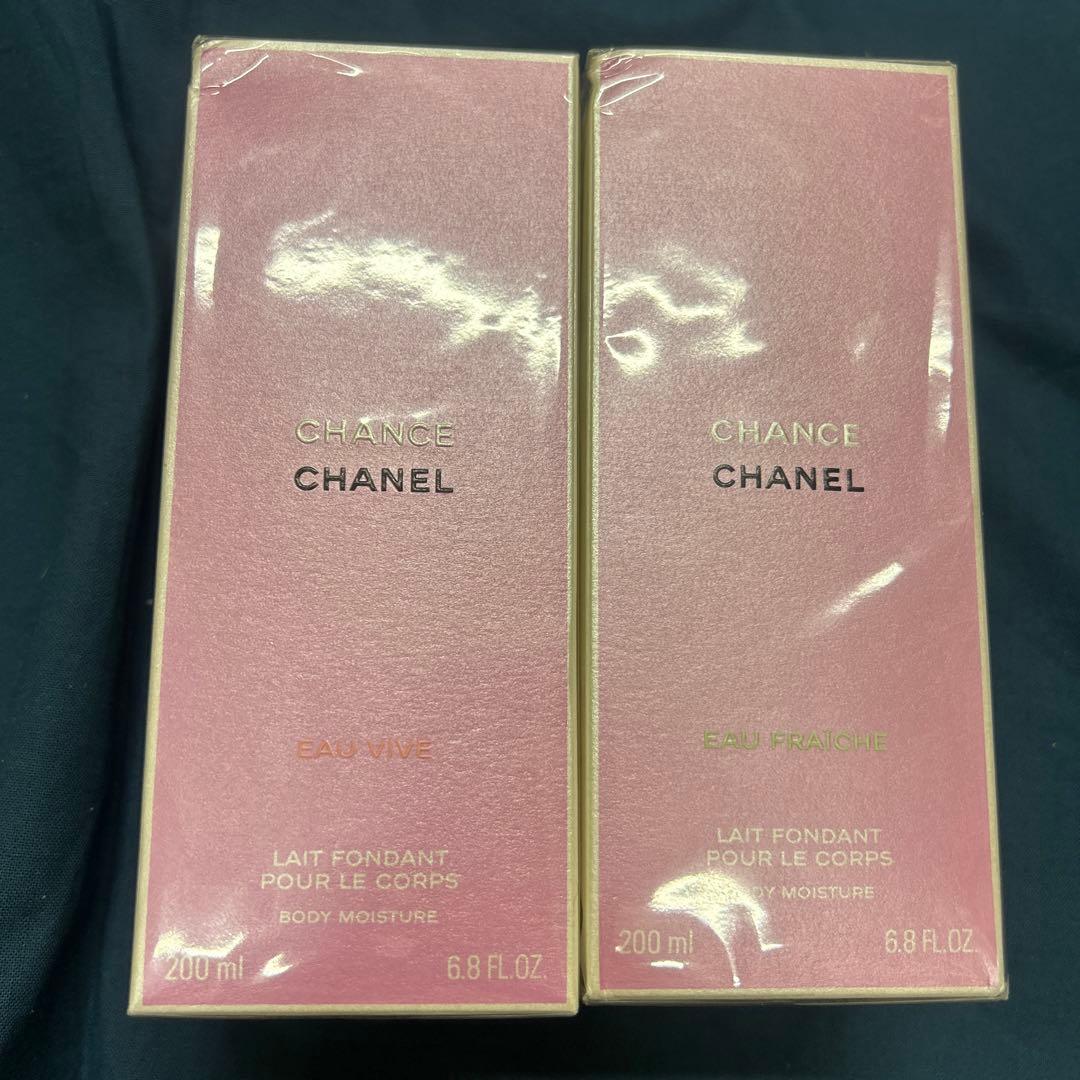 CHANCE
CHANEL
EAU VIVE
LAIT FONDANT
POUR LE CORPS
BODY MOISTURE
200 ml 6.8 FL.OZ.
CHANCE
CHANEL
EAU FRAÎCHE
LAIT FONDANT
POUR LE CORPS
BODY MOISTURE
200 ml 6.8 FL.OZ.